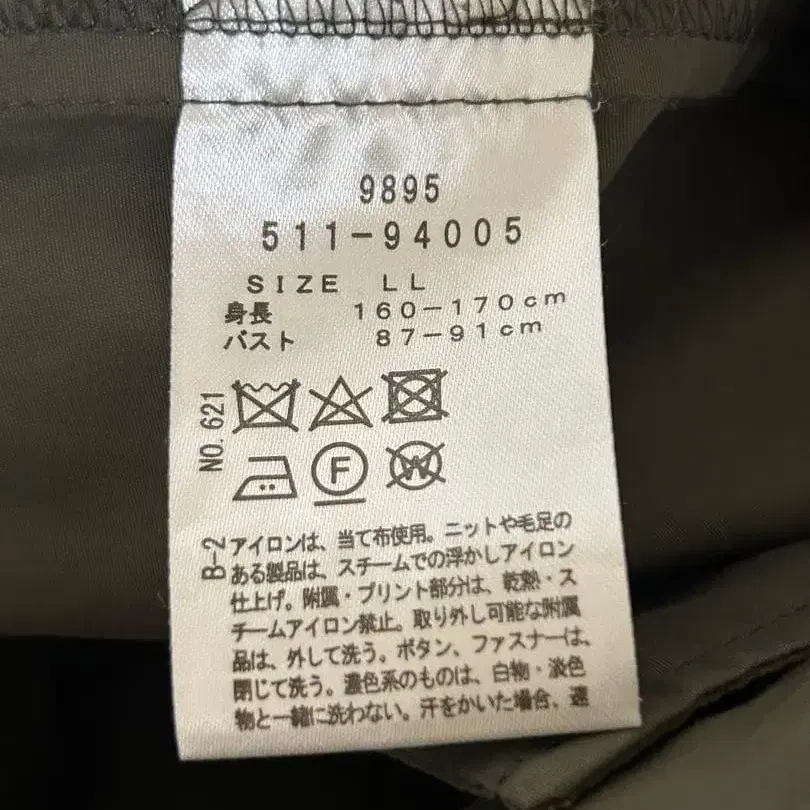 9895
511-94005
SIZE LL
身長 160-170cm
バスト 87-91cm
NO.621
F
W
B-2
アイロンは、当て布使用。ニットや毛足の
ある製品は、スチームでの浮かしアイロン
仕上げ。附属・プリント部分は、乾熱・ス
チームアイロン禁止。取り外し可能な附属
品は、外して洗う。ボタン、ファスナーは、
閉じて洗う。濃色系のものは、白物・淡色
物と一緒に洗わない。汗をかいた場合、速